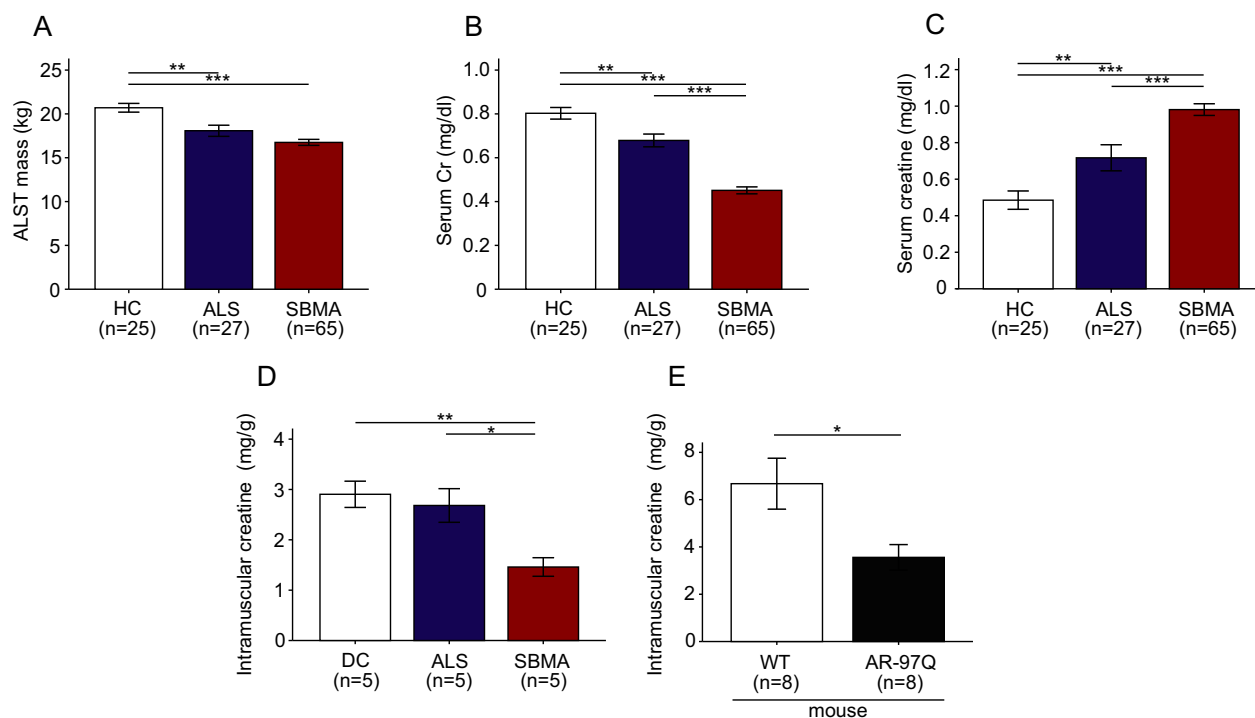 A
ALST mass (kg)
25
20
15
10
5
0
**
***
HC
(n=25)
ALS
(n=27)
SBMA
(n=65)
B
Serum Cr (mg/dl)
1.0
0.8
0.6
0.4
0.2
0
**
***
***
HC
(n=25)
ALS
(n=27)
SBMA
(n=65)
C
Serum creatine (mg/dl)
1.2
1.0
0.8
0.6
0.4
0.2
0
**
***
***
HC
(n=25)
ALS
(n=27)
SBMA
(n=65)
D
Intramuscular creatine (mg/g)
4
3
2
1
0
**
*
DC
(n=5)
ALS
(n=5)
SBMA
(n=5)
E
Intramuscular creatine (mg/g)
8
6
4
2
0
*
WT
(n=8)
AR-97Q
(n=8)
mouse